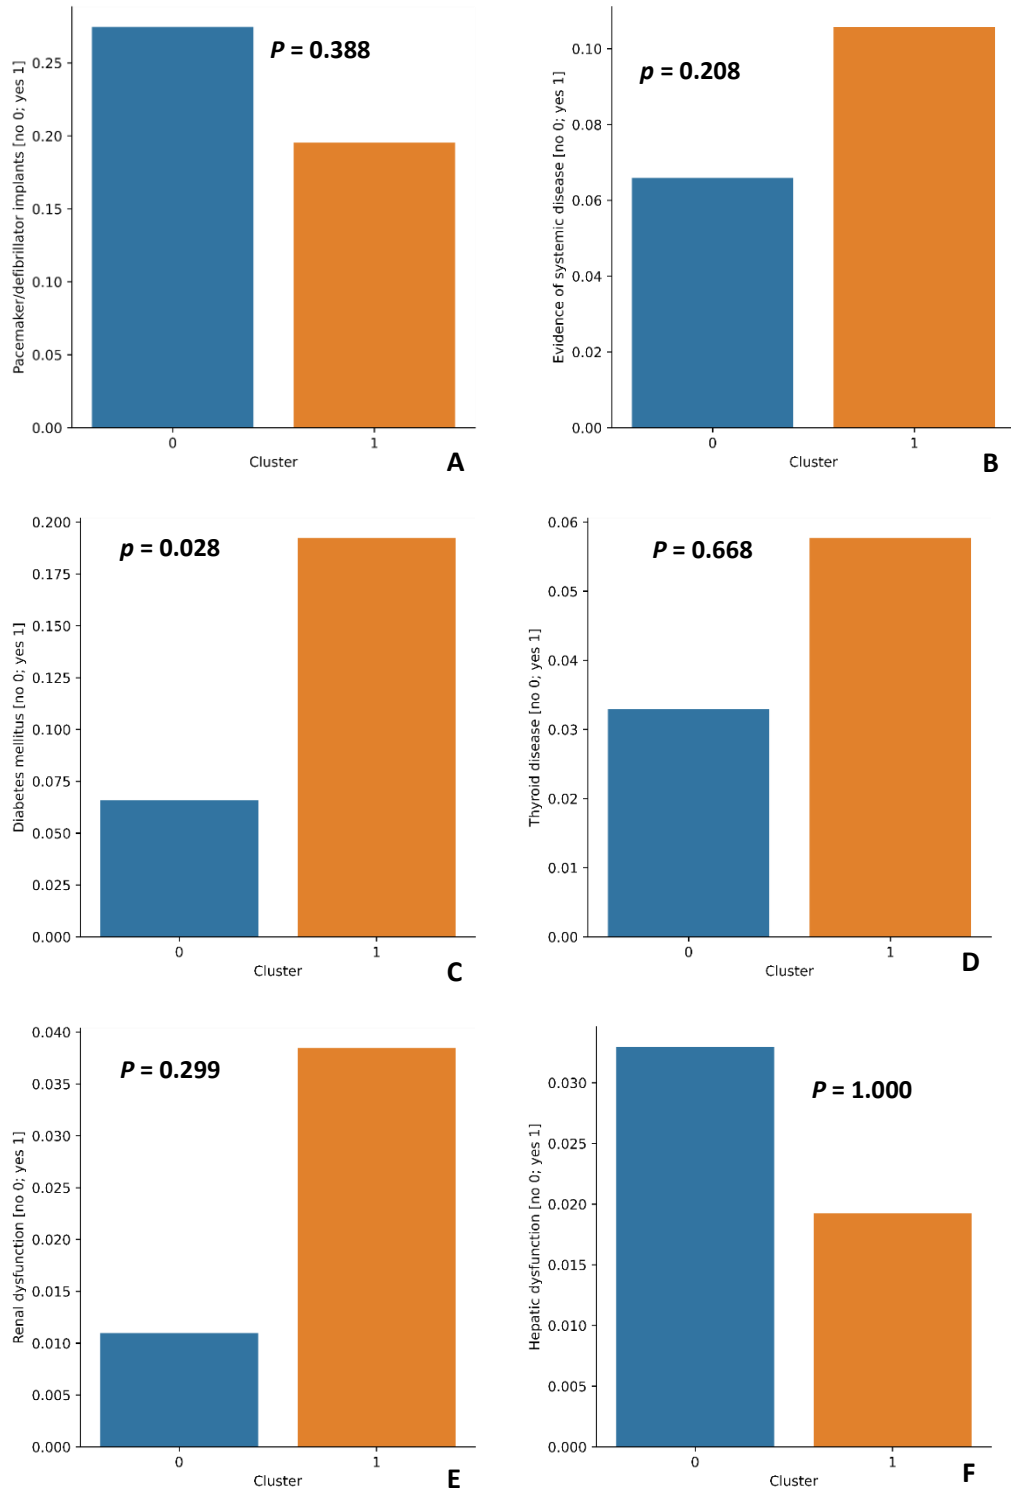 Pacemaker/defibrillator implants [no 0; yes 1]
0.25
0.20
0.15
0.10
0.05
0.00
P = 0.388
0 1
Cluster
A
Evidence of systemic disease [no 0; yes 1]
0.10
0.08
0.06
0.04
0.02
0.00
p = 0.208
0 1
Cluster
B
Diabetes mellitus [no 0; yes 1]
0.200
0.175
0.150
0.125
0.100
0.075
0.050
0.025
0.000
p = 0.028
0 1
Cluster
C
Thyroid disease [no 0; yes 1]
0.06
0.05
0.04
0.03
0.02
0.01
0.00
P = 0.668
0 1
Cluster
D
Renal dysfunction [no 0; yes 1]
0.040
0.035
0.030
0.025
0.020
0.015
0.010
0.005
0.000
P = 0.299
0 1
Cluster
E
Hepatic dysfunction [no 0; yes 1]
0.030
0.025
0.020
0.015
0.010
0.005
0.000
P = 1.000
0 1
Cluster
F